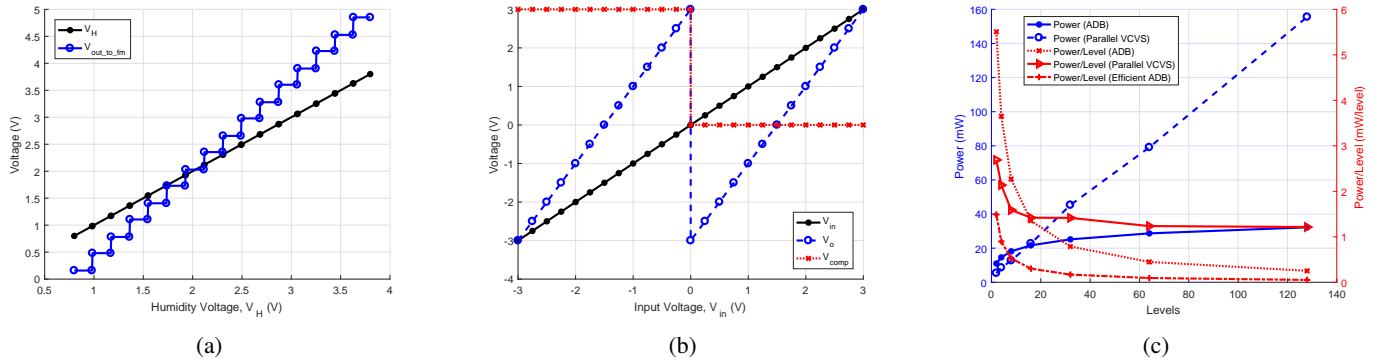 5
4.5
4
3.5
3
2.5
2
1.5
1
0.5
0
Voltage (V)
V_H
V_out_to_fm
0.5 1 1.5 2 2.5 3 3.5 4
Humidity Voltage, V_H (V)
(a)
3
2
1
0
-1
-2
-3
-4
Voltage (V)
V_in
V_o
V_comp
-3 -2 -1 0 1 2 3
Input Voltage, V_in (V)
(b)
160
140
120
100
80
60
40
20
0
Power (mW)
Power (ADB)
Power (Parallel VCVS)
Power/Level (ADB)
Power/Level (Parallel VCVS)
Power/Level (Efficient ADB)
6
5
4
3
2
1
0
Power/Level (mW/level)
0 20 40 60 80 100 120 140
Levels
(c)